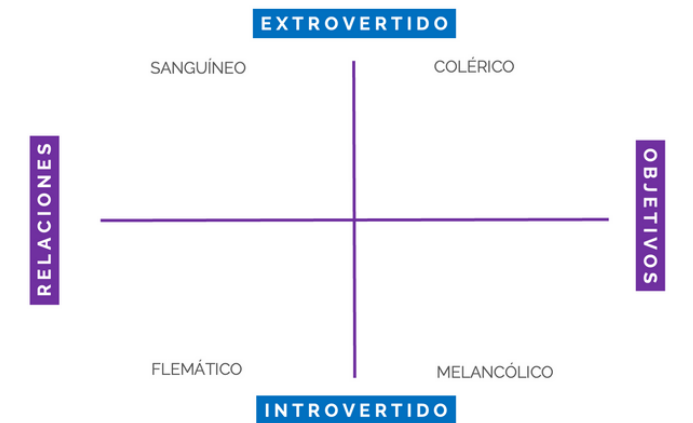 EXTROVERTIDO
SANGUÍNEO
COLÉRICO
RELACIONES
OBJETIVOS
FLEMÁTICO
MELANCÓLICO
INTROVERTIDO